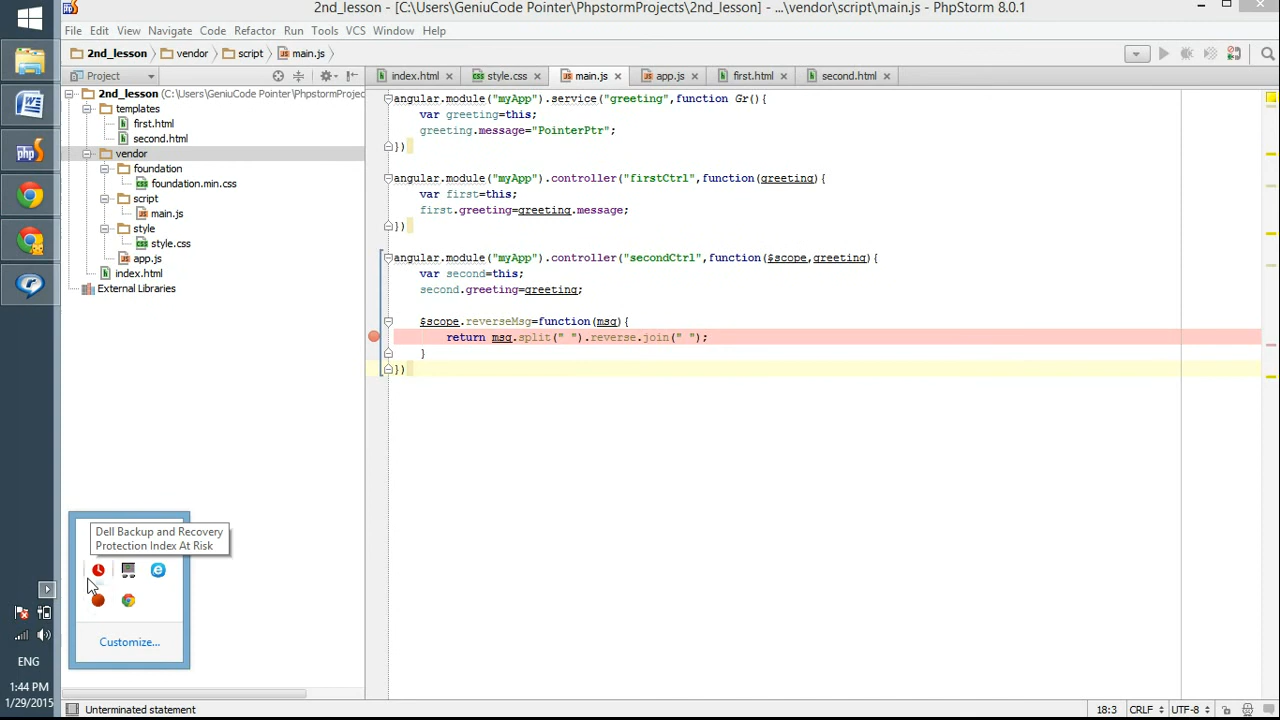 2nd_lesson - [C:\Users\GeniuCode Pointer\PhpstormProjects\2nd_lesson] - ...\vendor\script\main.js - PhpStorm 8.0.1
File Edit View Navigate Code Refactor Run Tools VCS Window Help
2nd_lesson vendor script main.js
Project
index.html style.css main.js app.js first.html second.html
2nd_lesson (C:\Users\GeniuCode Pointer\PhpstormProjec
templates
first.html
second.html
vendor
foundation
foundation.min.css
script
main.js
style
style.css
app.js
index.html
External Libraries
angular.module("myApp").service("greeting",function Gr(){
var greeting=this;
greeting.message="PointerPtr";
})
angular.module("myApp").controller("firstCtrl",function(greeting){
var first=this;
first.greeting=greeting.message;
})
angular.module("myApp").controller("secondCtrl",function($scope,greeting){
var second=this;
second.greeting=greeting;
$scope.reverseMsg=function(msg){
return msg.split(" ").reverse.join(" ");
}
})
Dell Backup and Recovery
Protection Index At Risk
Customize...
ENG
1:44 PM
1/29/2015
Unterminated statement
18:3 CRLF UTF-8